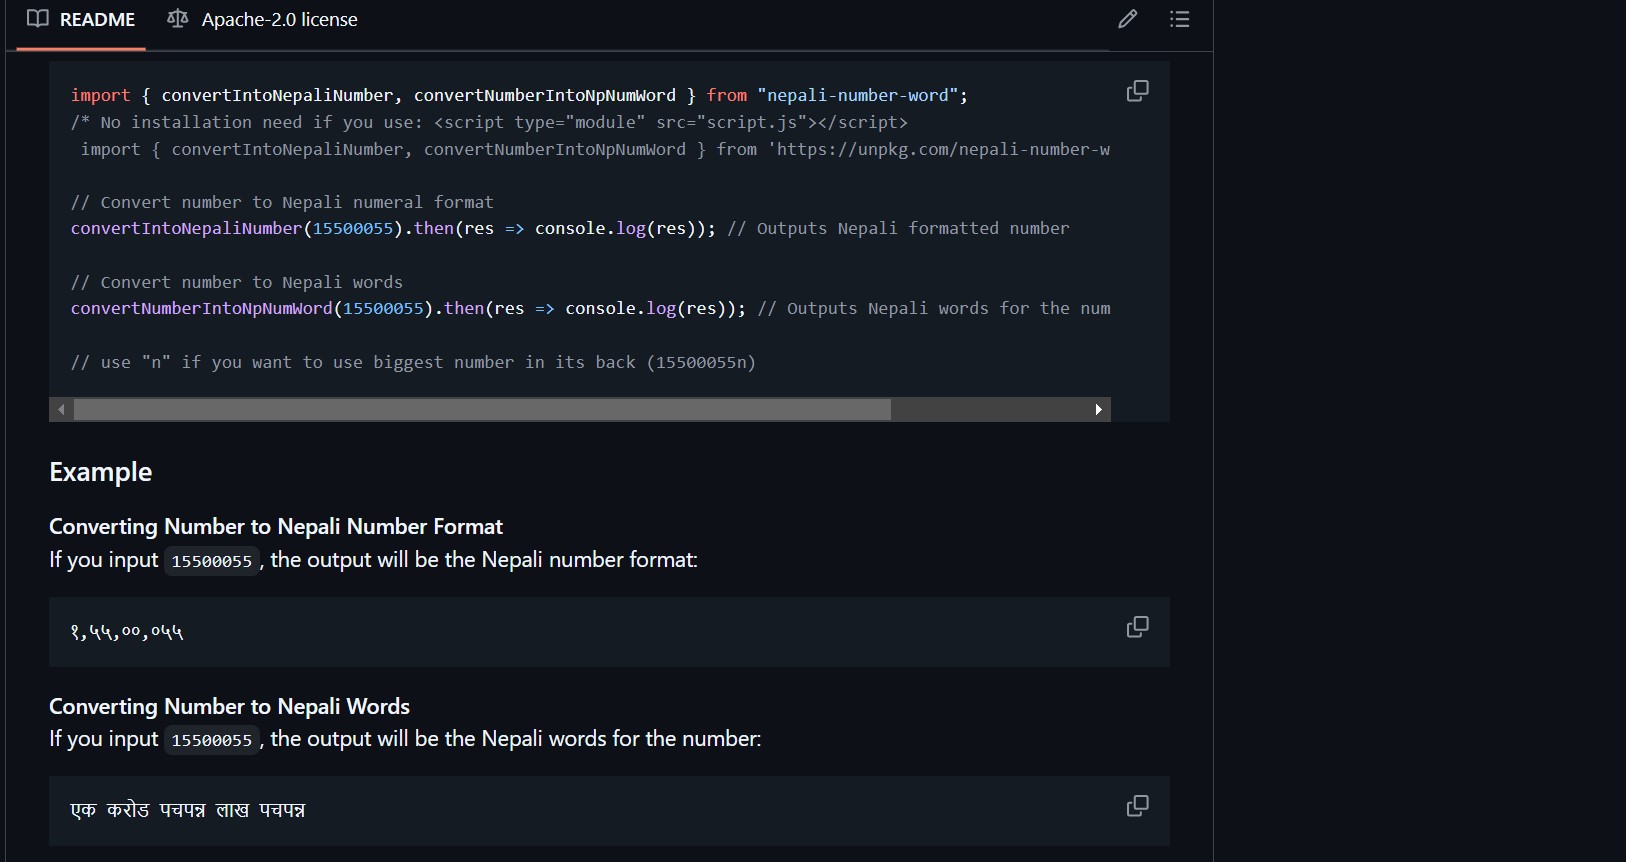 README
Apache-2.0 license
import { convertIntoNepaliNumber, convertNumberIntoNpNumWord } from "nepali-number-word";
/* No installation need if you use: <script type="module" src="script.js"></script>
import { convertIntoNepaliNumber, convertNumberIntoNpNumWord } from 'https://unpkg.com/nepali-number-w
// Convert number to Nepali numeral format
convertIntoNepaliNumber(15500055).then(res => console.log(res)); // Outputs Nepali formatted number
// Convert number to Nepali words
convertNumberIntoNpNumWord(15500055).then(res => console.log(res)); // Outputs Nepali words for the num
// use "n" if you want to use biggest number in its back (15500055n)
Example
Converting Number to Nepali Number Format
If you input 15500055, the output will be the Nepali number format:
१,५५,००,०५५
Converting Number to Nepali Words
If you input 15500055, the output will be the Nepali words for the number:
एक करोड पचपन्न लाख पचपन्न